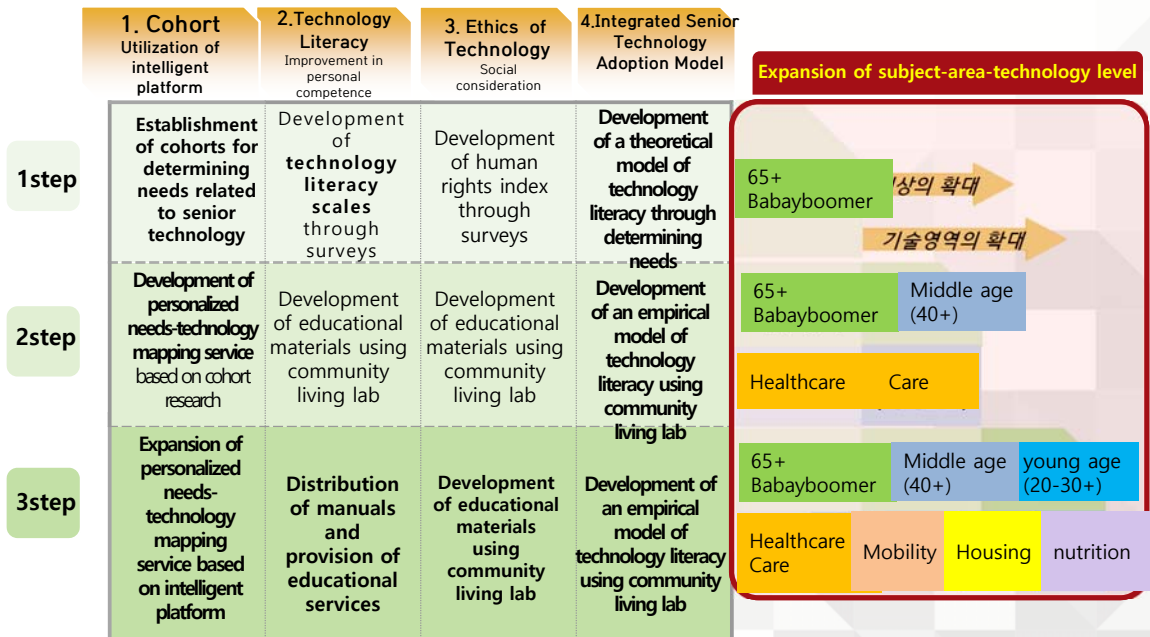 1. Cohort
Utilization of
intelligent
platform
2.Technology
Literacy
Improvement in
personal
competence
3. Ethics of
Technology
Social
consideration
4.Integrated Senior
Technology
Adoption Model
Expansion of subject-area-technology level
1step
Establishment
of cohorts for
determining
needs related
to senior
technology
Development
of
technology
literacy
scales
through
surveys
Development
of human
rights index
through
surveys
Development
of a theoretical
model of
technology
literacy through
determining
needs
65+
Babayboomer
상의 확대
기술영역의 확대
2step
Development of
personalized
needs-technology
mapping service
based on cohort
research
Development
of educational
materials using
community
living lab
Development
of educational
materials using
community
living lab
Development
of an empirical
model of
technology
literacy using
community
living lab
65+
Babayboomer
Middle age
(40+)
Healthcare Care
3step
Expansion of
personalized
needs-
technology
mapping
service based on
intelligent
platform
Distribution
of manuals
and
provision of
educational
services
Development
of educational
materials
using
community
living lab
Development of
an empirical
model of
technology literacy
using community
living lab
65+
Babayboomer
Middle age
(40+)
young age
(20-30+)
Healthcare
Care
Mobility
Housing
nutrition